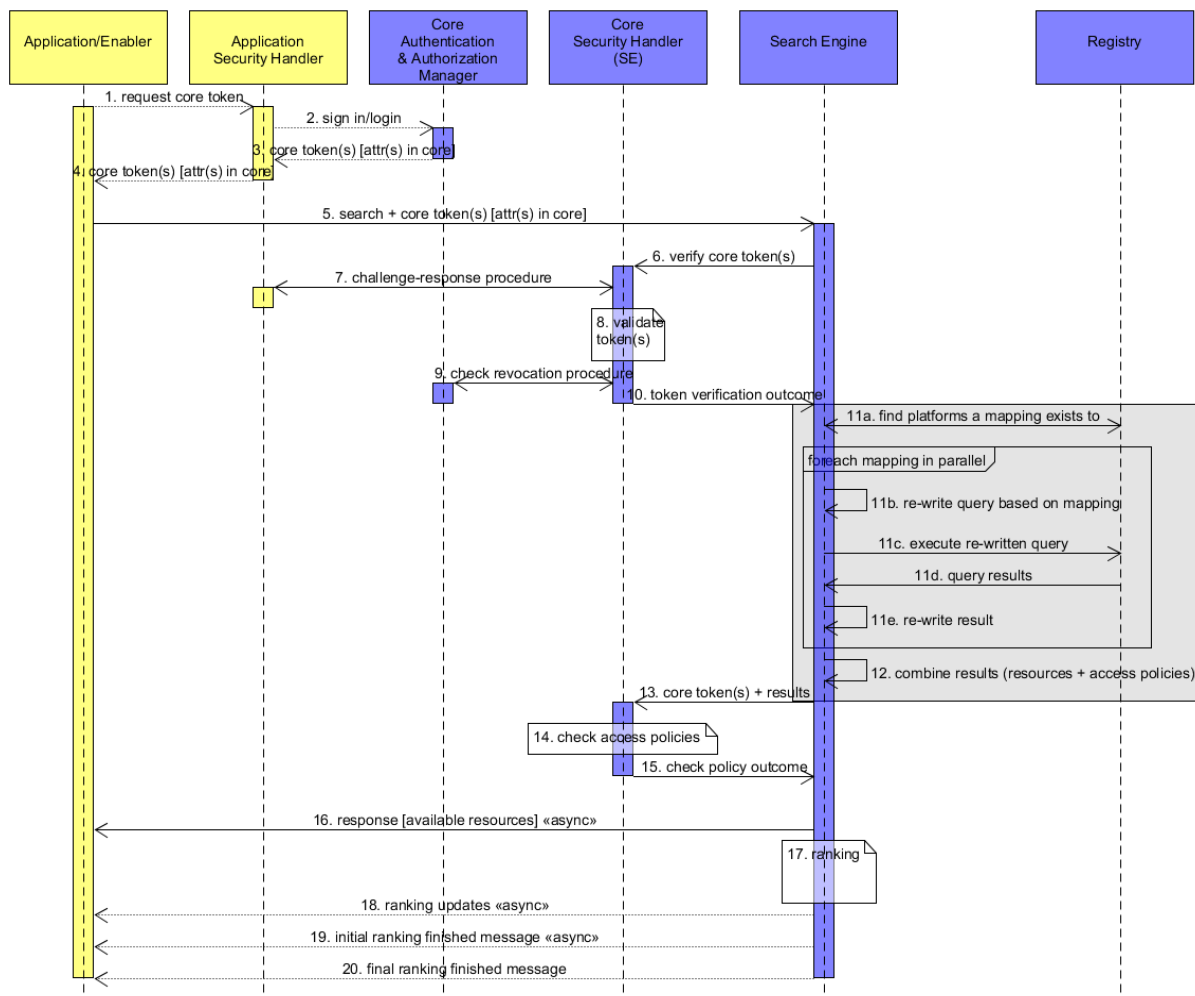 Application/Enabler
Application
Security Handler
Core
Authentication
& Authorization
Manager
Core
Security Handler
(SE)
Search Engine
Registry
1. request core token
2. sign in/login
3. core token(s) [attr(s) in core]
4. core token(s) [attr(s) in core]
5. search + core token(s) [attr(s) in core]
6. verify core token(s)
7. challenge-response procedure
8. validate
token(s)
9. check revocation procedure
10. token verification outcome
11a. find platforms a mapping exists to
foreach mapping in parallel
11b. re-write query based on mapping
11c. execute re-written query
11d. query results
11e. re-write result
12. combine results (resources + access policies)
13. core token(s) + results
14. check access policies
15. check policy outcome
16. response [available resources] «async»
17. ranking
18. ranking updates «async»
19. initial ranking finished message «async»
20. final ranking finished message